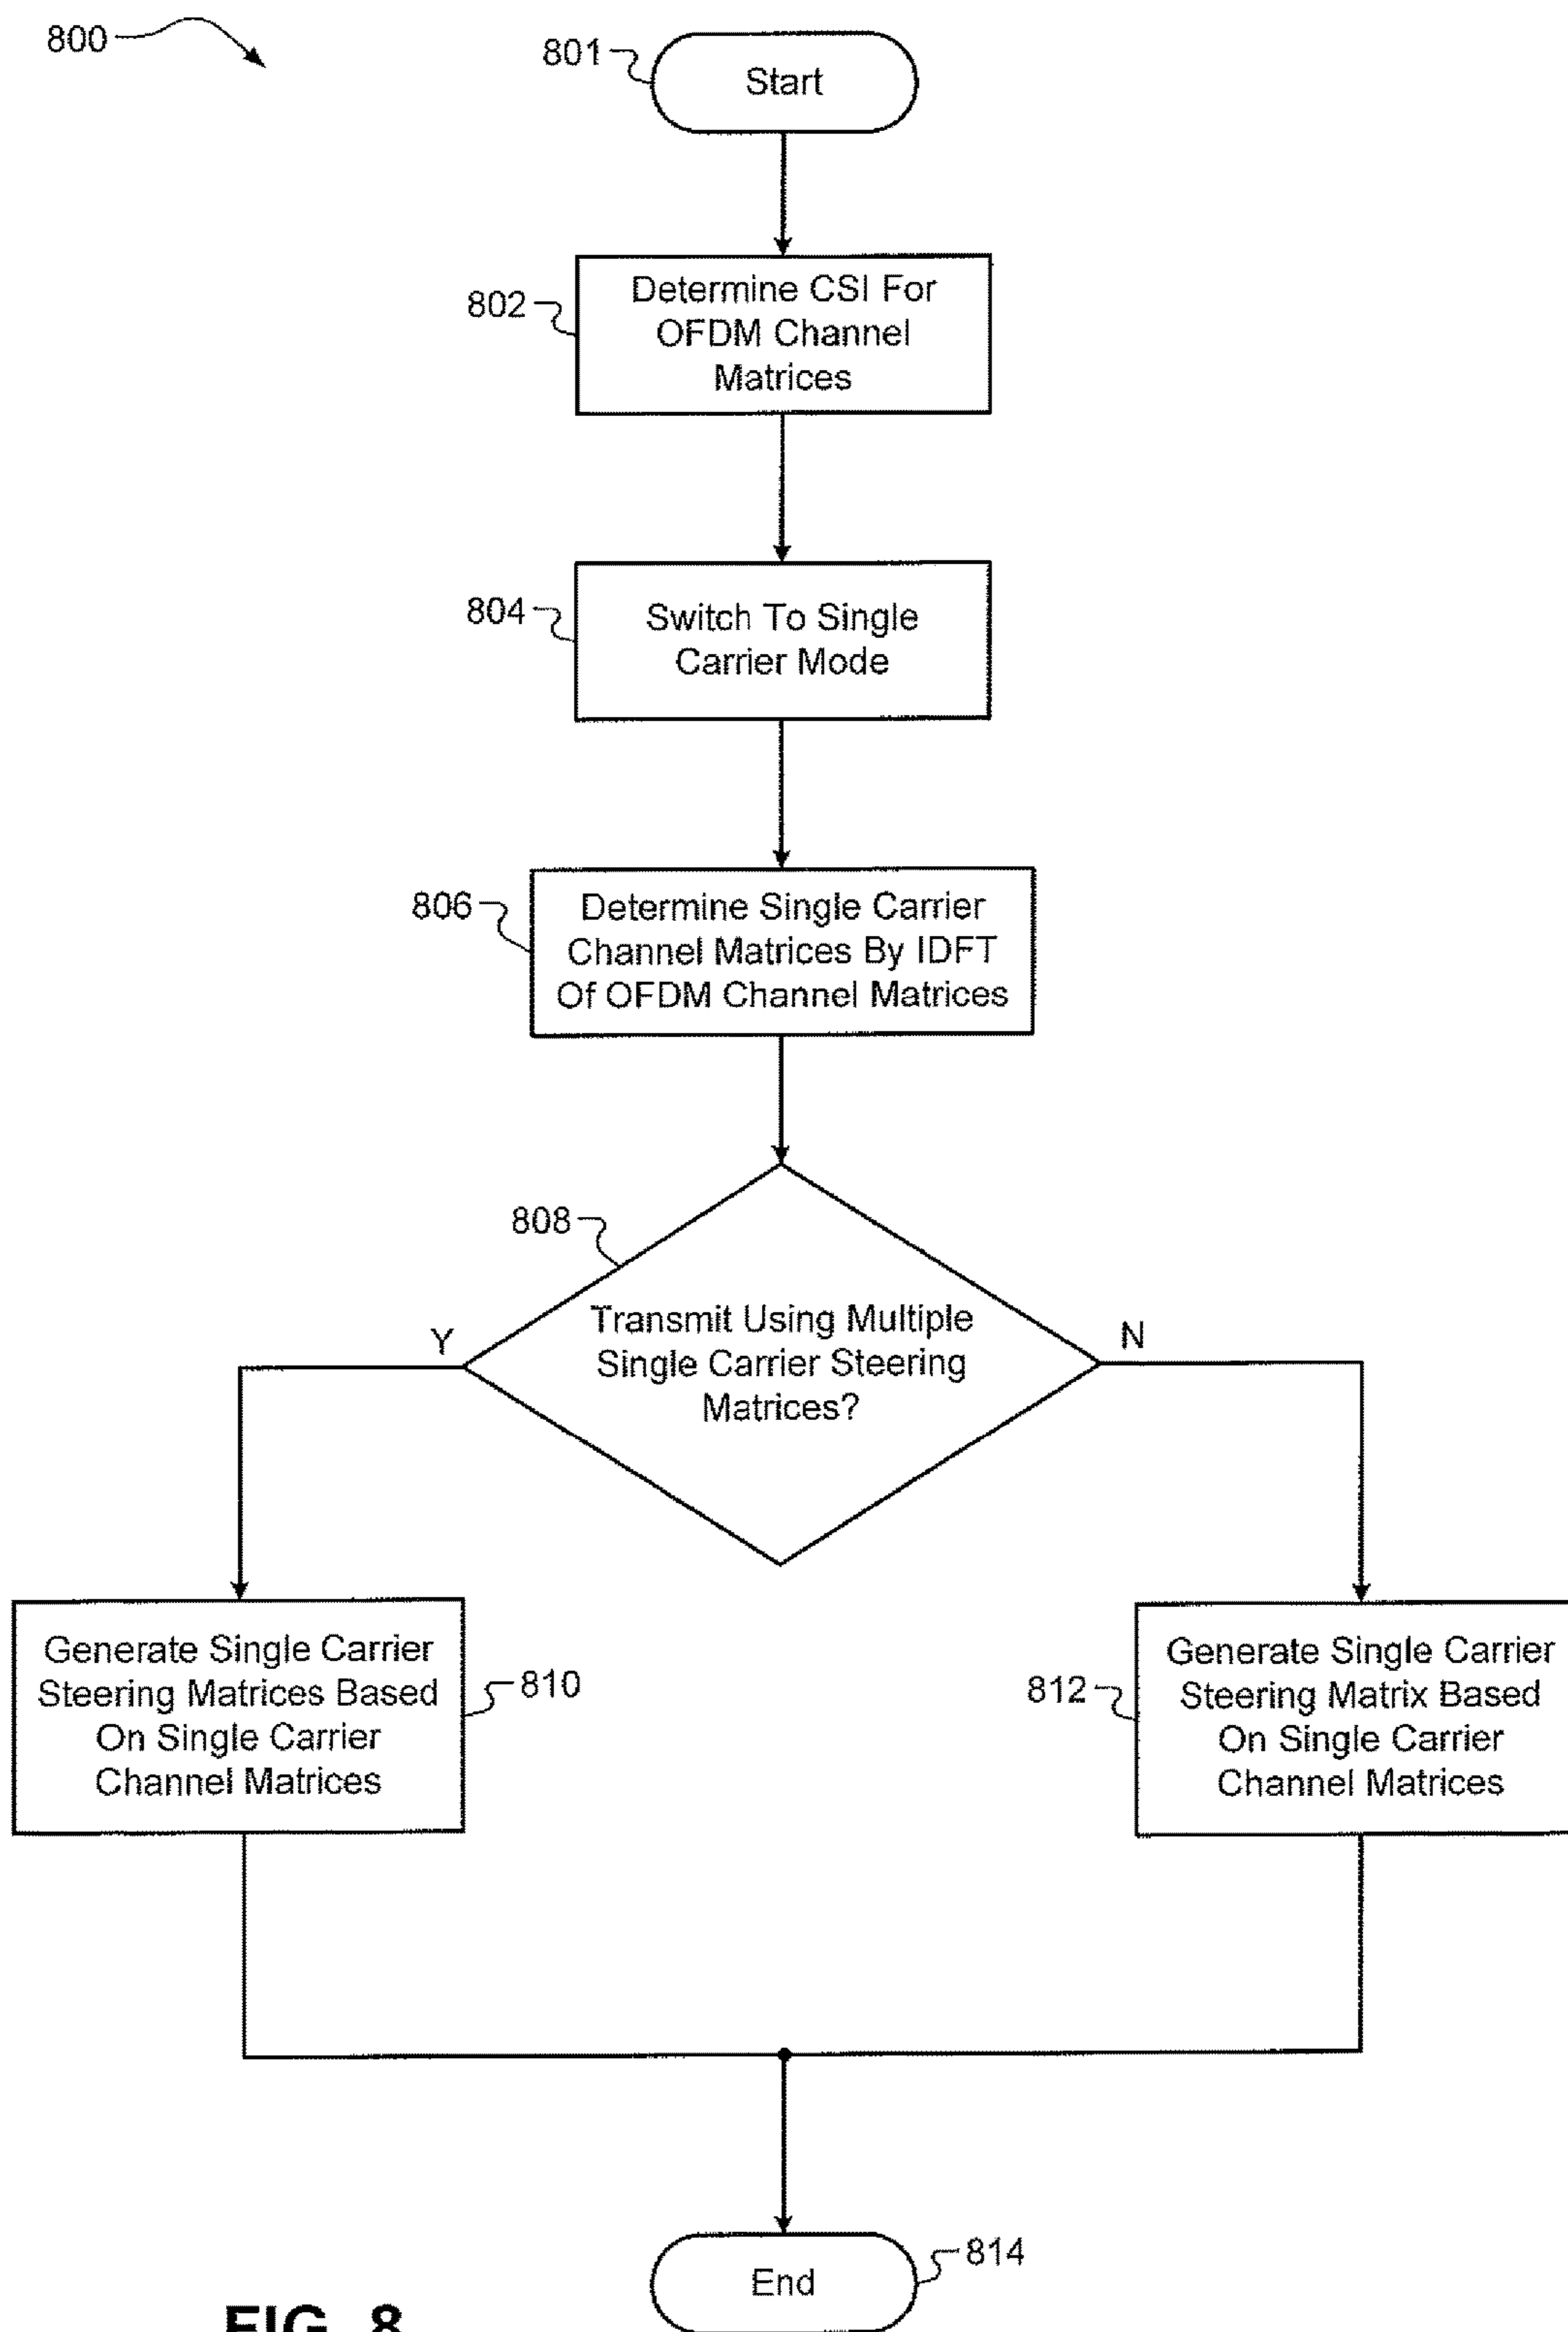 800
801
Start
802
Determine CSI For
OFDM Channel
Matrices
804
Switch To Single
Carrier Mode
806
Determine Single Carrier
Channel Matrices By IDFT
Of OFDM Channel Matrices
808
Transmit Using Multiple
Single Carrier Steering
Matrices?
Y
N
Generate Single Carrier
Steering Matrices Based
On Single Carrier
Channel Matrices
810
812
Generate Single Carrier
Steering Matrix Based
On Single Carrier
Channel Matrices
End
814
FIG. 8